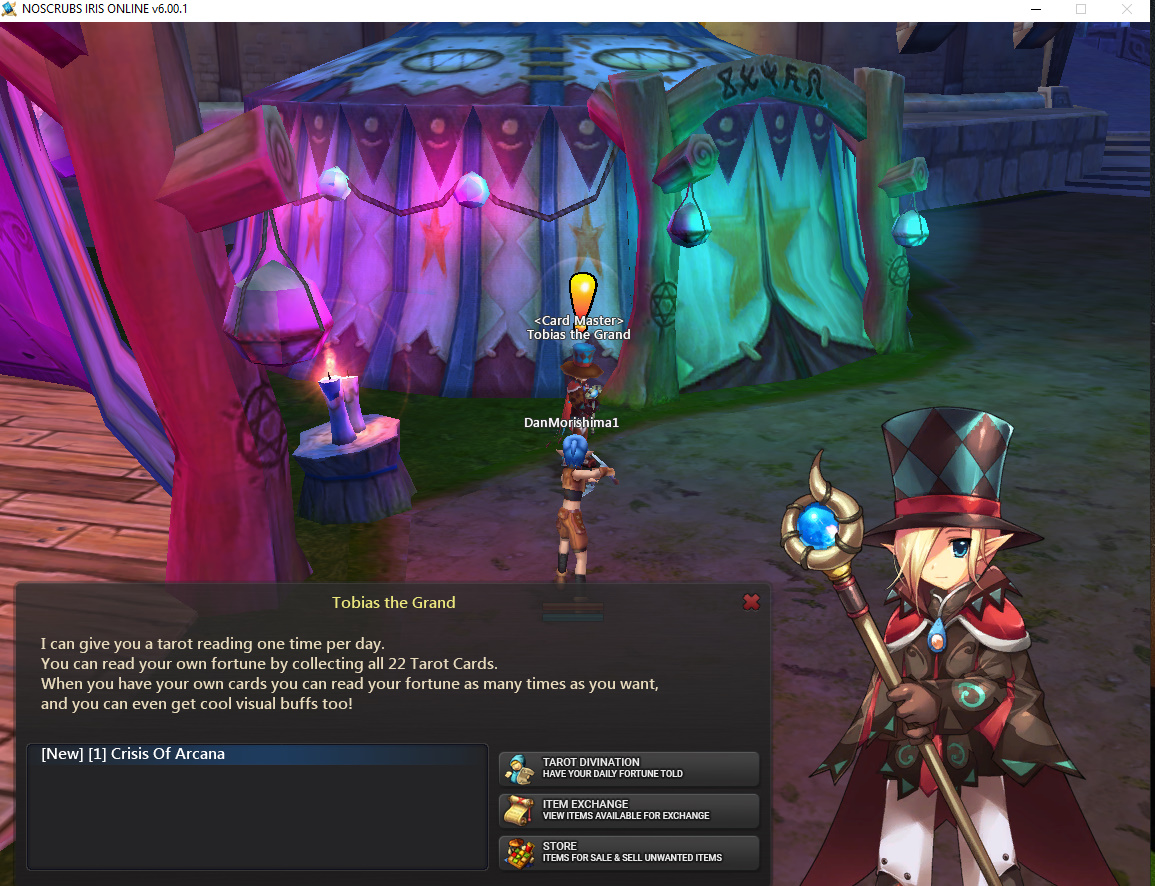 NOSCRUBS IRIS ONLINE v6.00.1
<Card Master>
Tobias the Grand
DanMorishima1
Tobias the Grand
I can give you a tarot reading one time per day.
You can read your own fortune by collecting all 22 Tarot Cards.
When you have your own cards you can read your fortune as many times as you want,
and you can even get cool visual buffs too!
[New] [1] Crisis Of Arcana
TAROT DIVINATION
HAVE YOUR DAILY FORTUNE TOLD
ITEM EXCHANGE
VIEW ITEMS AVAILABLE FOR EXCHANGE
STORE
ITEMS FOR SALE & SELL UNWANTED ITEMS